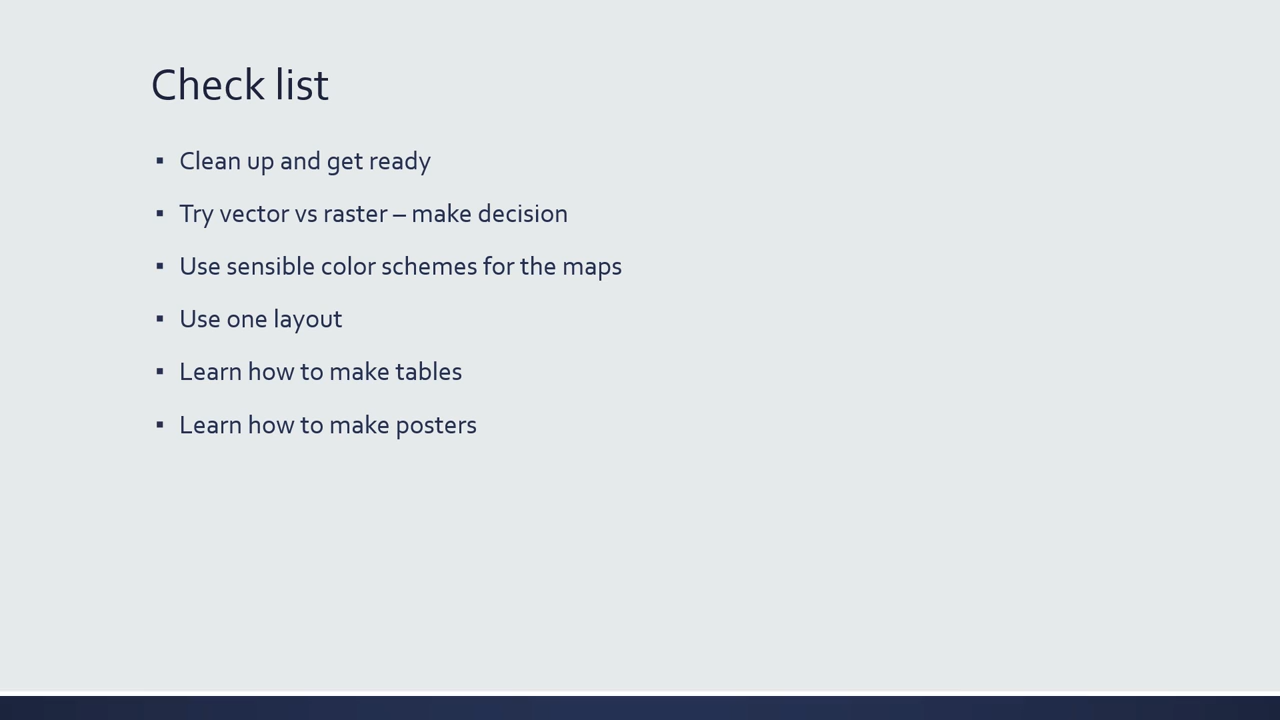 Check list
▪ Clean up and get ready
▪ Try vector vs raster – make decision
▪ Use sensible color schemes for the maps
▪ Use one layout
▪ Learn how to make tables
▪ Learn how to make posters